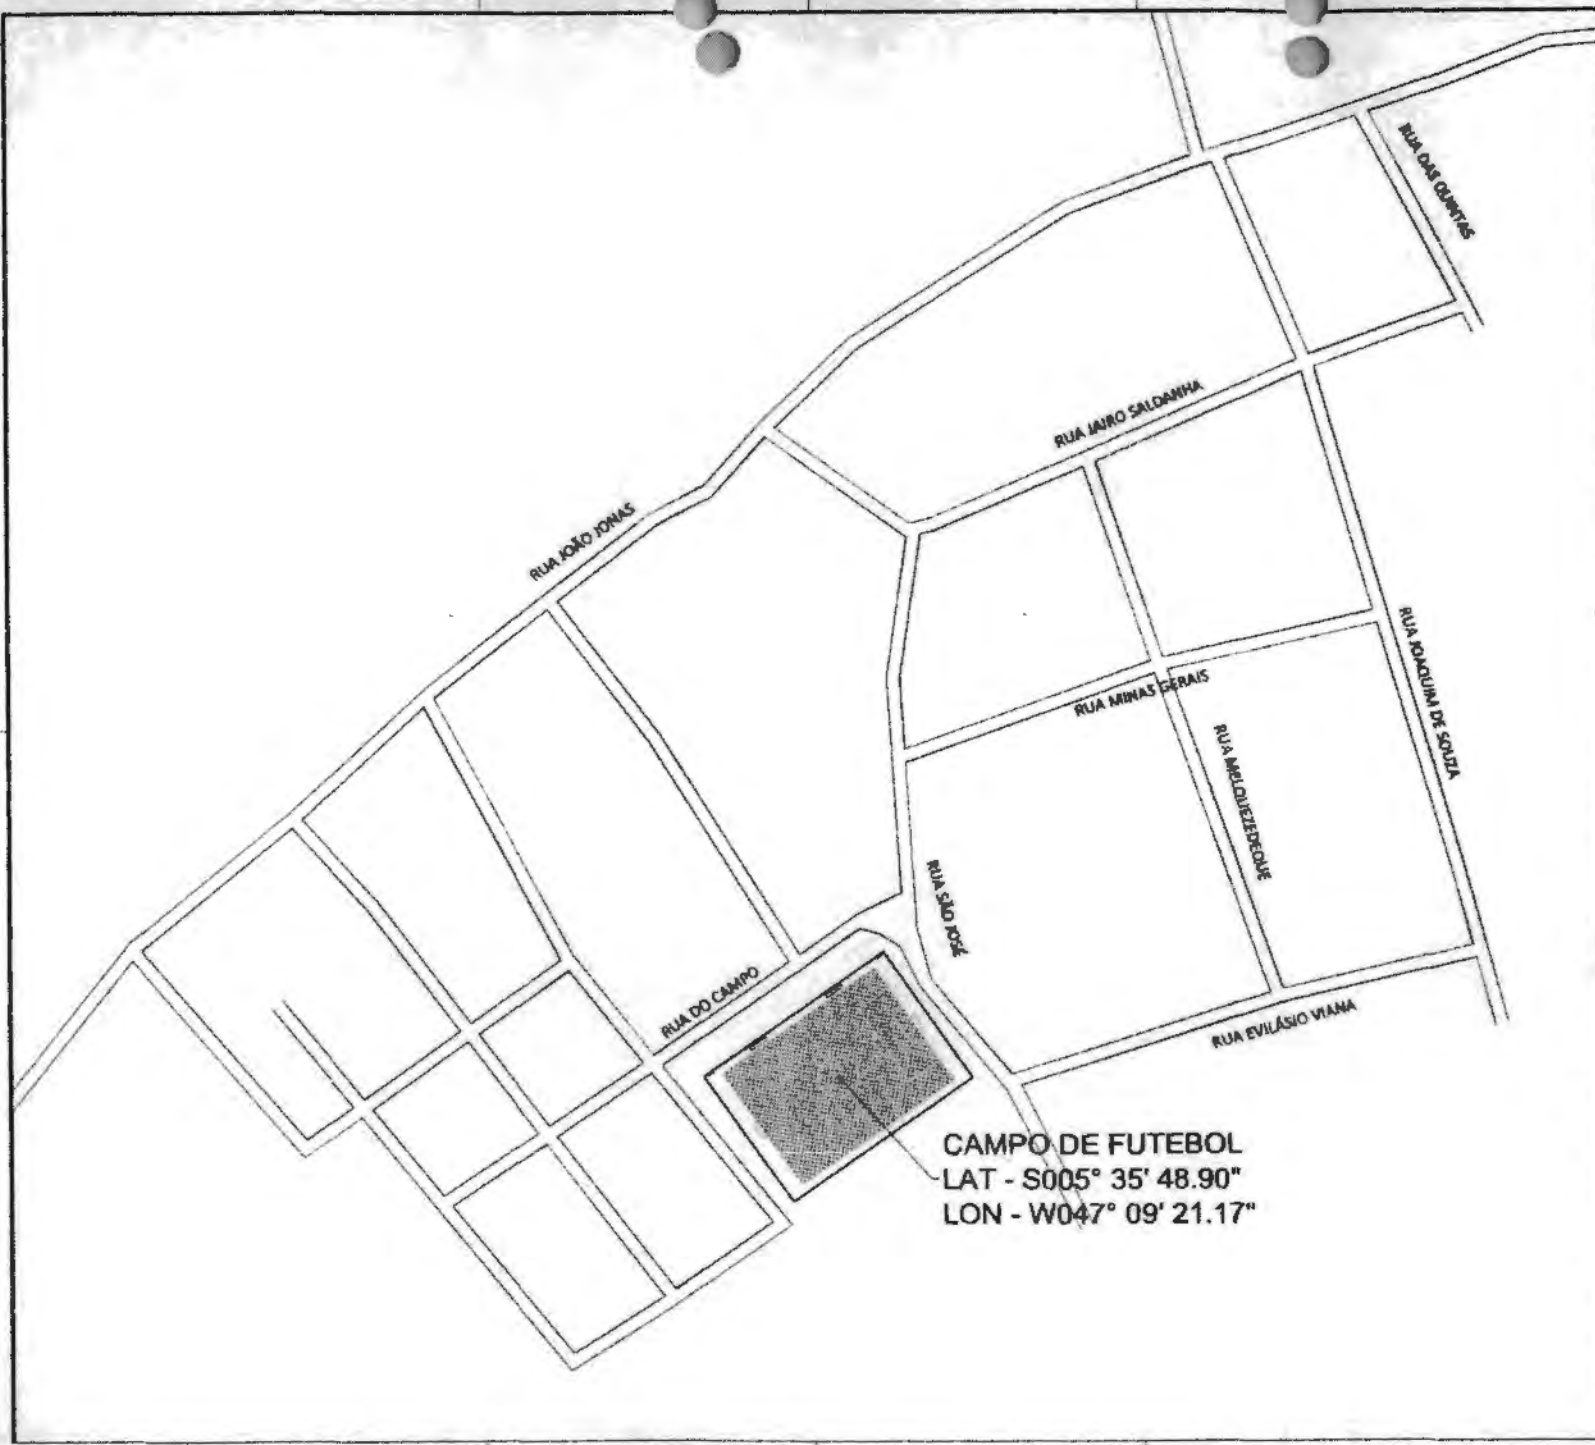 RUA DAS QUINTAS
RUA JAIRO SALDANHA
RUA JOÃO JONAS
RUA JOAQUIM DE SOUZA
RUA MINAS GERAIS
RUA MELQUEZEDEQUE
RUA SÃO JOSÉ
RUA DO CAMPO
RUA EVILÁSIO VIANA
CAMPO DE FUTEBOL
LAT - S005° 35' 48.90"
LON - W047° 09' 21.17"